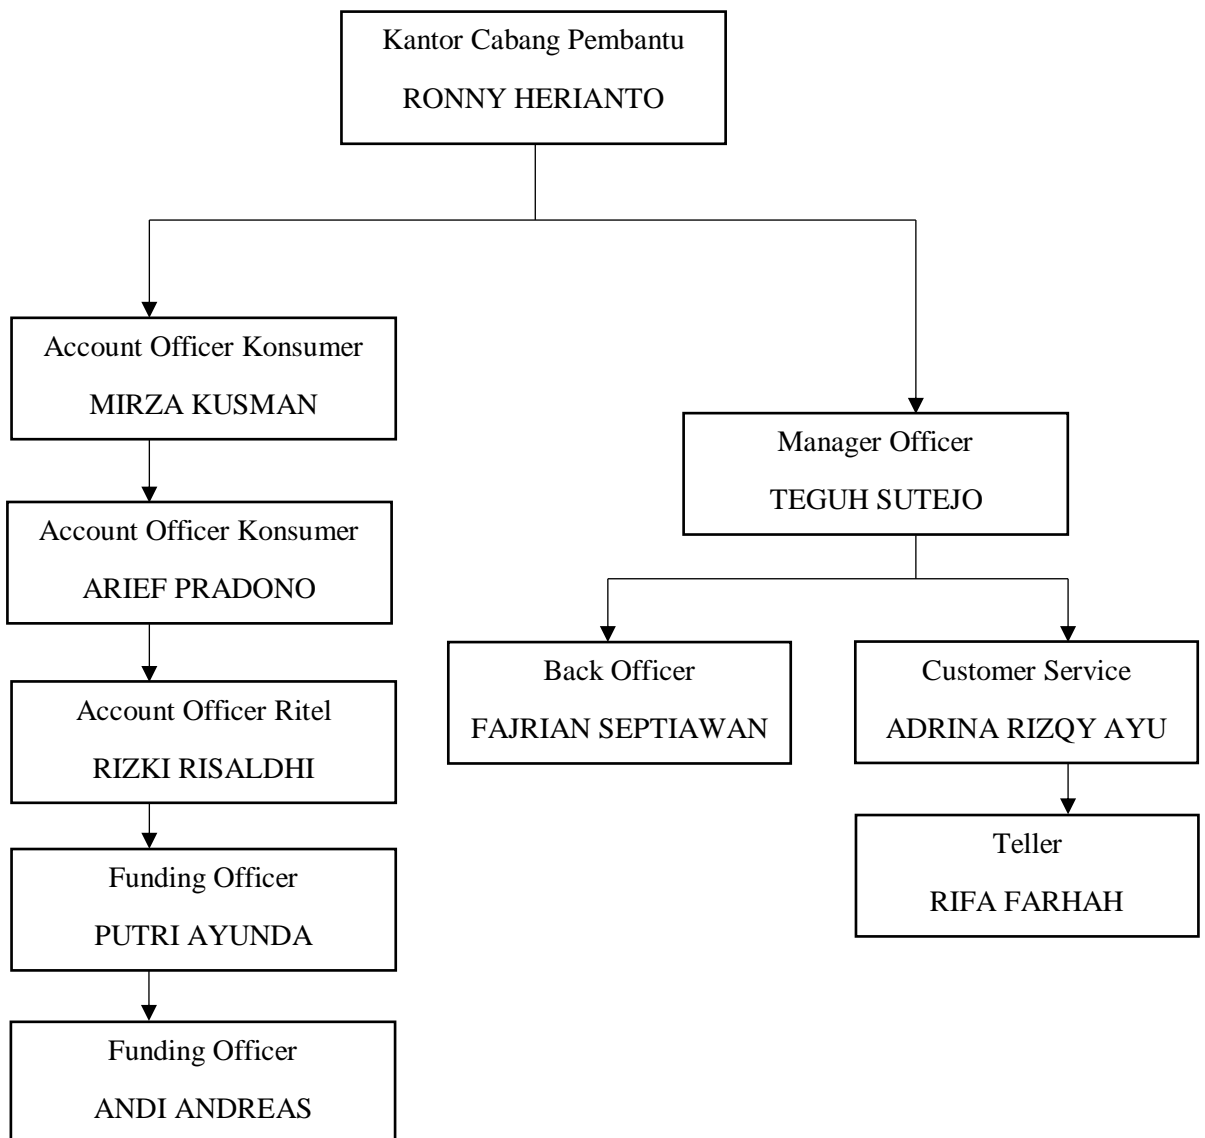 Kantor Cabang Pembantu
RONNY HERIANTO
Account Officer Konsumer
MIRZA KUSMAN
Account Officer Konsumer
ARIEF PRADONO
Account Officer Ritel
RIZKI RISALDHI
Funding Officer
PUTRI AYUNDA
Funding Officer
ANDI ANDREAS
Manager Officer
TEGUH SUTEJO
Back Officer
FAJRIAN SEPTIAWAN
Customer Service
ADRINA RIZQY AYU
Teller
RIFA FARHAH